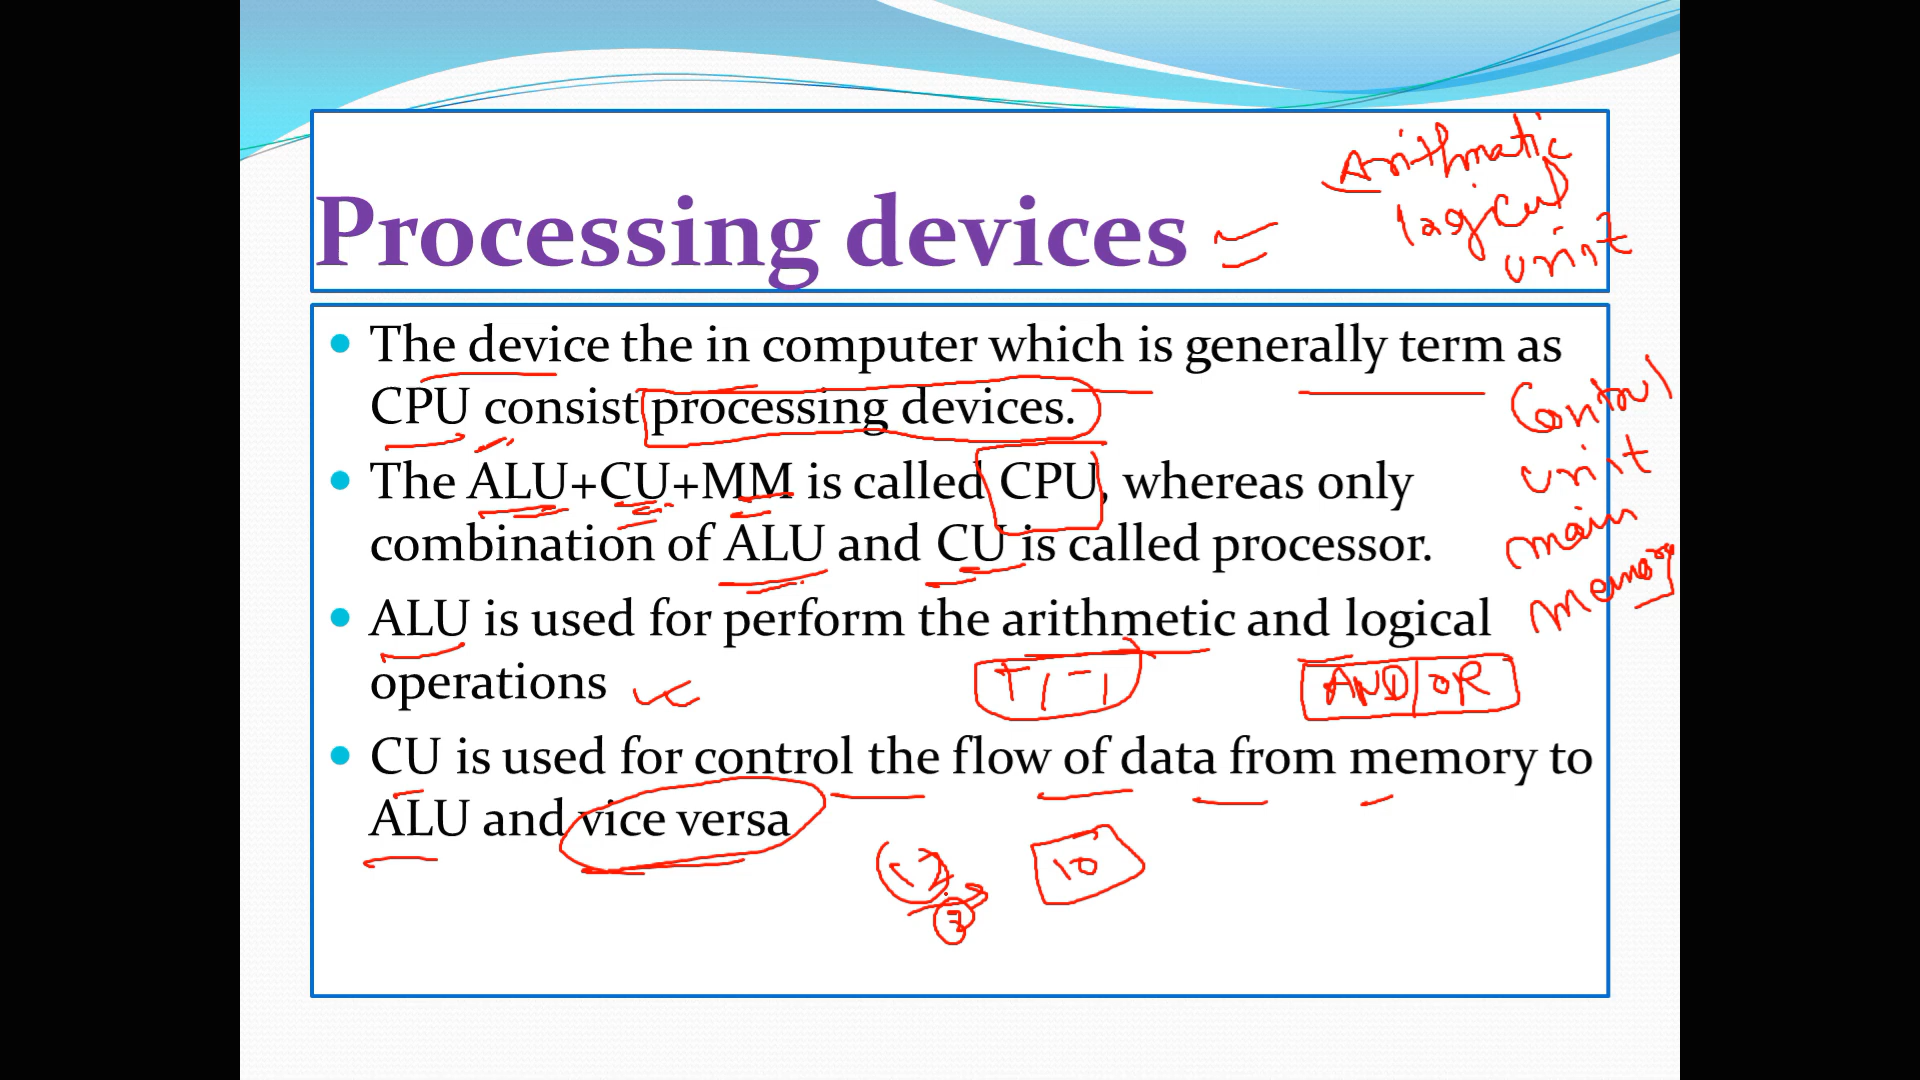 Arithmatic
logical
unit
Processing devices
The device the in computer which is generally term as
CPU consist processing devices.
The ALU+CU+MM is called CPU, whereas only
combination of ALU and CU is called processor.
Control
unit
main
memory
ALU is used for perform the arithmetic and logical
operations
+, -,
AND/OR
CU is used for control the flow of data from memory to
ALU and vice versa
10